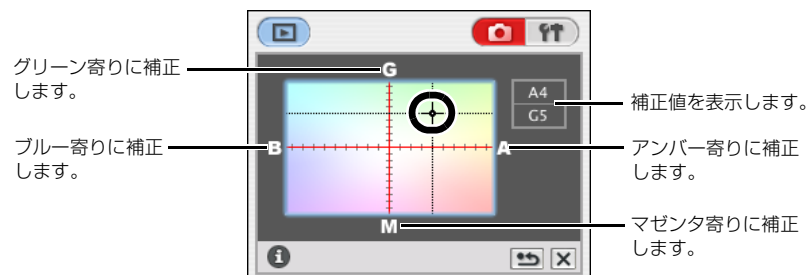 グリーン寄りに補正
します。
G
A4
G5
補正値を表示します。
ブルー寄りに補正
します。
B
A
アンバー寄りに補正
します。
M
マゼンタ寄りに補正
します。